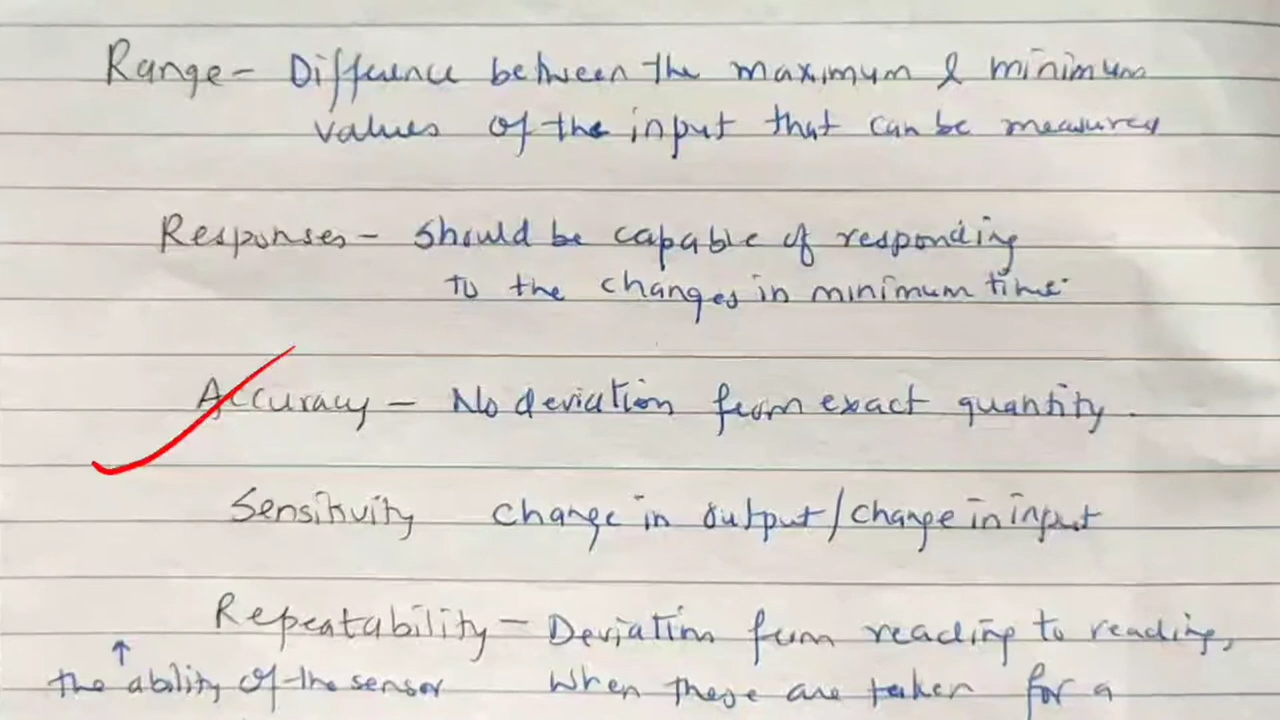 Range - Difference between the maximum & minimum
values of the input that can be measured
Responses - should be capable of responding
to the changes in minimum time.
Accuracy - No deviation from exact quantity.
Sensitivity change in output/change in input
Repeatability - Deviation from reading to reading,
↑
the ability of the sensor when these are taken for a